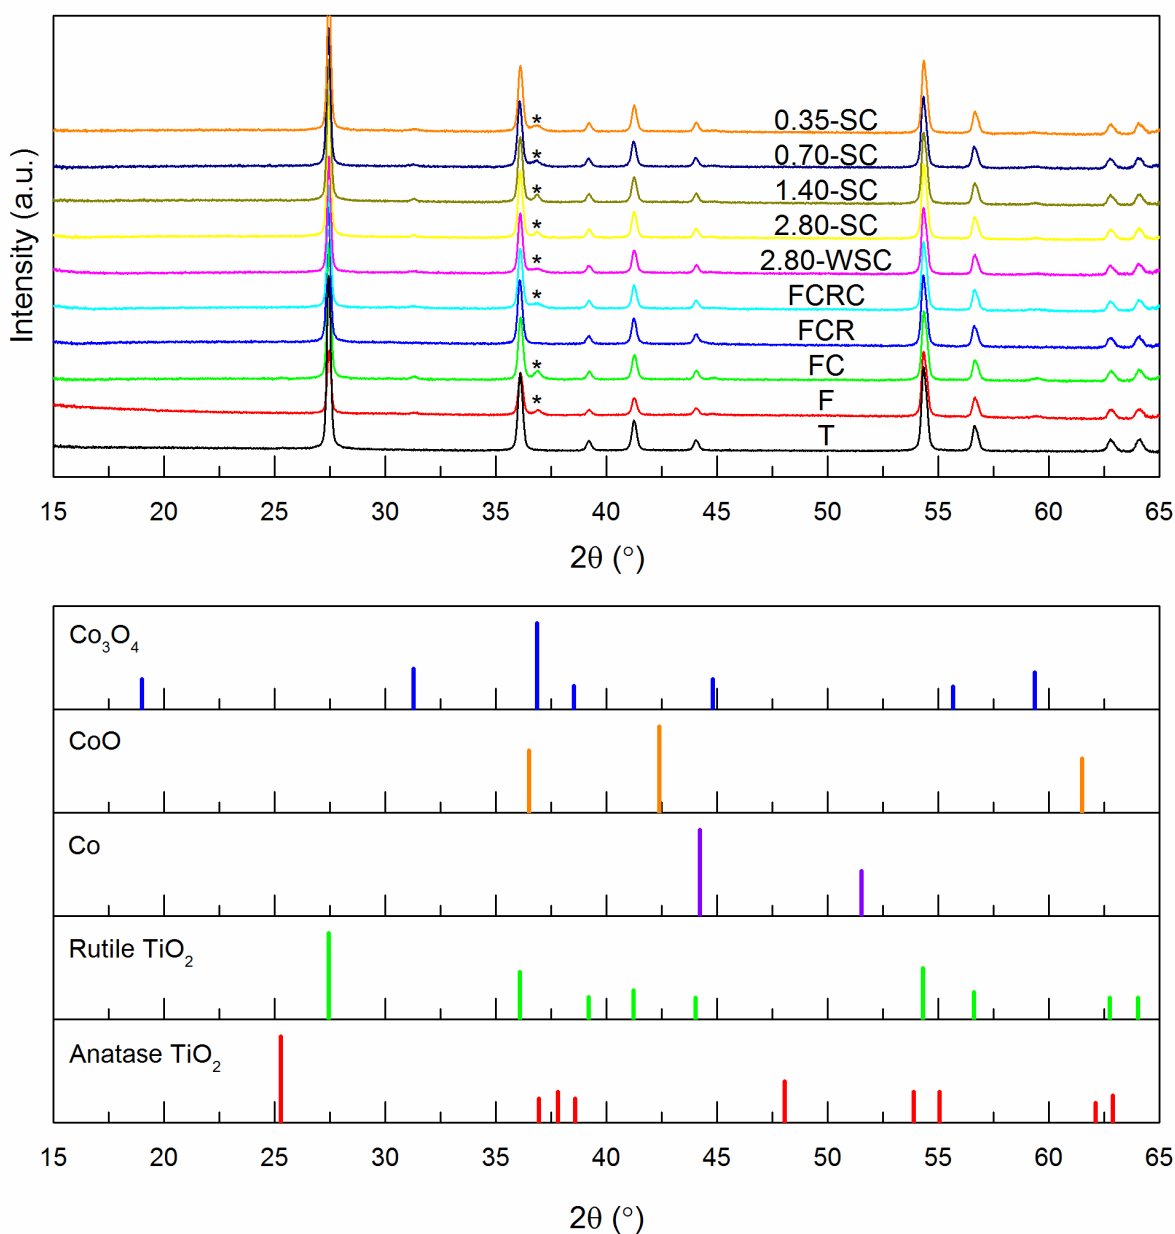 Intensity (a.u.)
*
0.35-SC
*
0.70-SC
*
1.40-SC
*
2.80-SC
*
2.80-WSC
*
FCRC
FCR
*
FC
*
F
T
15 20 25 30 35 40 45 50 55 60 65
2θ (°)
Co₃O₄
CoO
Co
Rutile TiO₂
Anatase TiO₂
15 20 25 30 35 40 45 50 55 60 65
2θ (°)